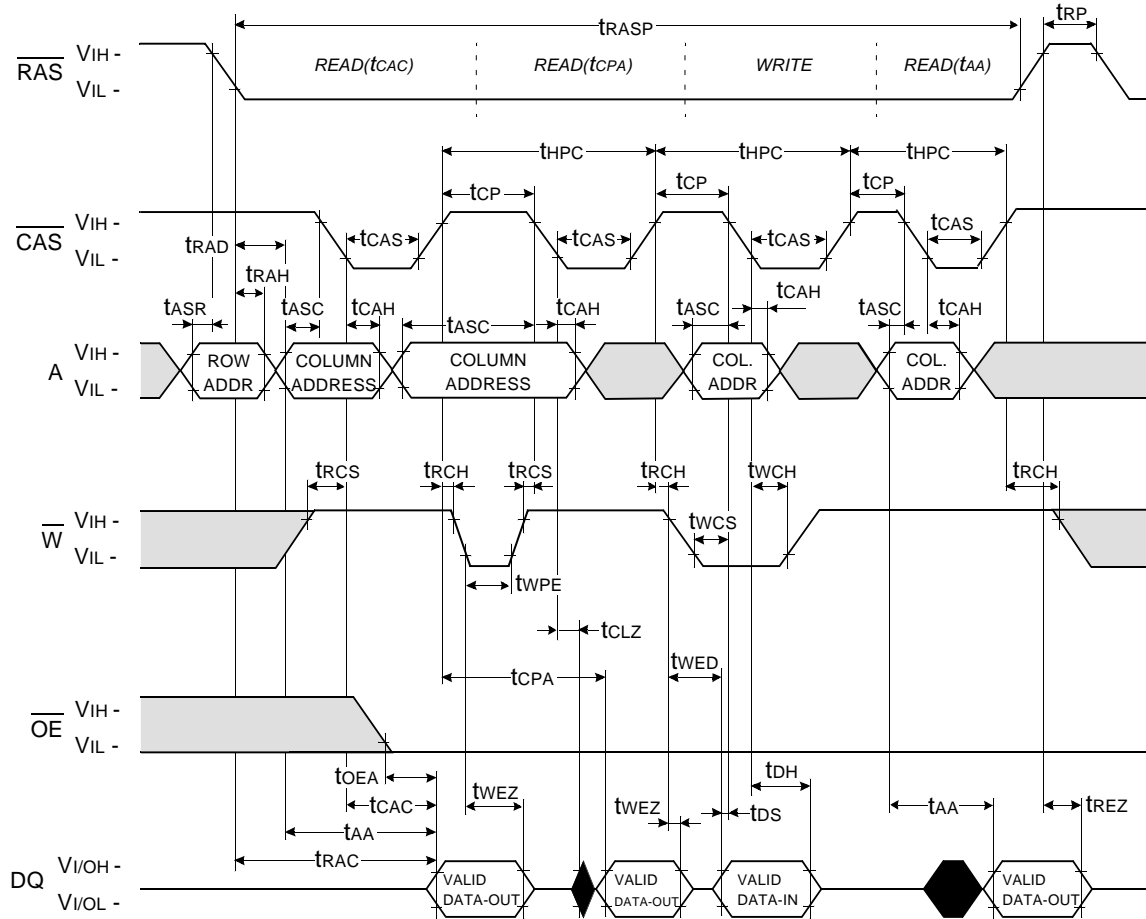 tRASP
tRP
RAS
VIH -
VIL -
READ(tCAC)
READ(tCPA)
WRITE
READ(tAA)
tHPC
tHPC
tHPC
tCP
tCP
tCP
CAS
VIH -
VIL -
tCAS
tCAS
tCAS
tCAS
tRAD
tRAH
tASR
tASC
tCAH
tASC
tCAH
tASC
tCAH
tASC
tCAH
A
VIH -
VIL -
ROW
ADDR
COLUMN
ADDRESS
COLUMN
ADDRESS
COL.
ADDR
COL.
ADDR
tRCS
tRCH
tRCS
tRCH
tWCH
tRCH
W
VIH -
VIL -
tWCS
tWPE
tCLZ
tCPA
tWED
OE
VIH -
VIL -
tOEA
tCAC
tAA
tRAC
tWEZ
tWEZ
tDH
tDS
tAA
tREZ
DQ
VI/OH -
VI/OL -
VALID
DATA-OUT
VALID
DATA-OUT
VALID
DATA-IN
VALID
DATA-OUT